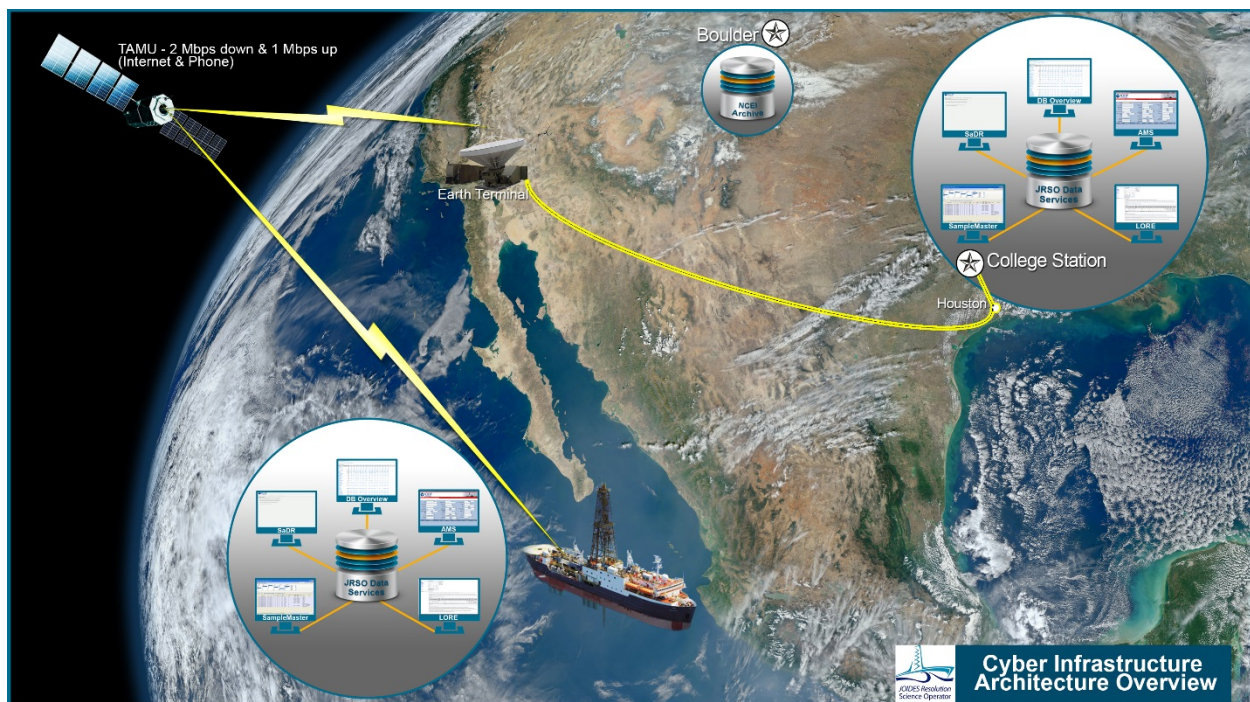 TAMU - 2 Mbps down & 1 Mbps up
(Internet & Phone)
Boulder
NCEI
Archive
DB Overview
SaDR
AMS
JRSO Data
Services
SampleMaster
LORE
Earth Terminal
College Station
Houston
DB Overview
SaDR
AMS
JRSO Data
Services
SampleMaster
LORE
JOIDES Resolution
Science Operator
Cyber Infrastructure
Architecture Overview